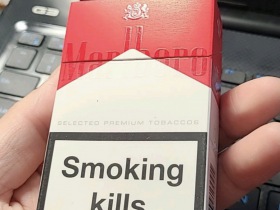 Marlboro
SELECTED PREMIUM TOBACCOS
Smoking
kills